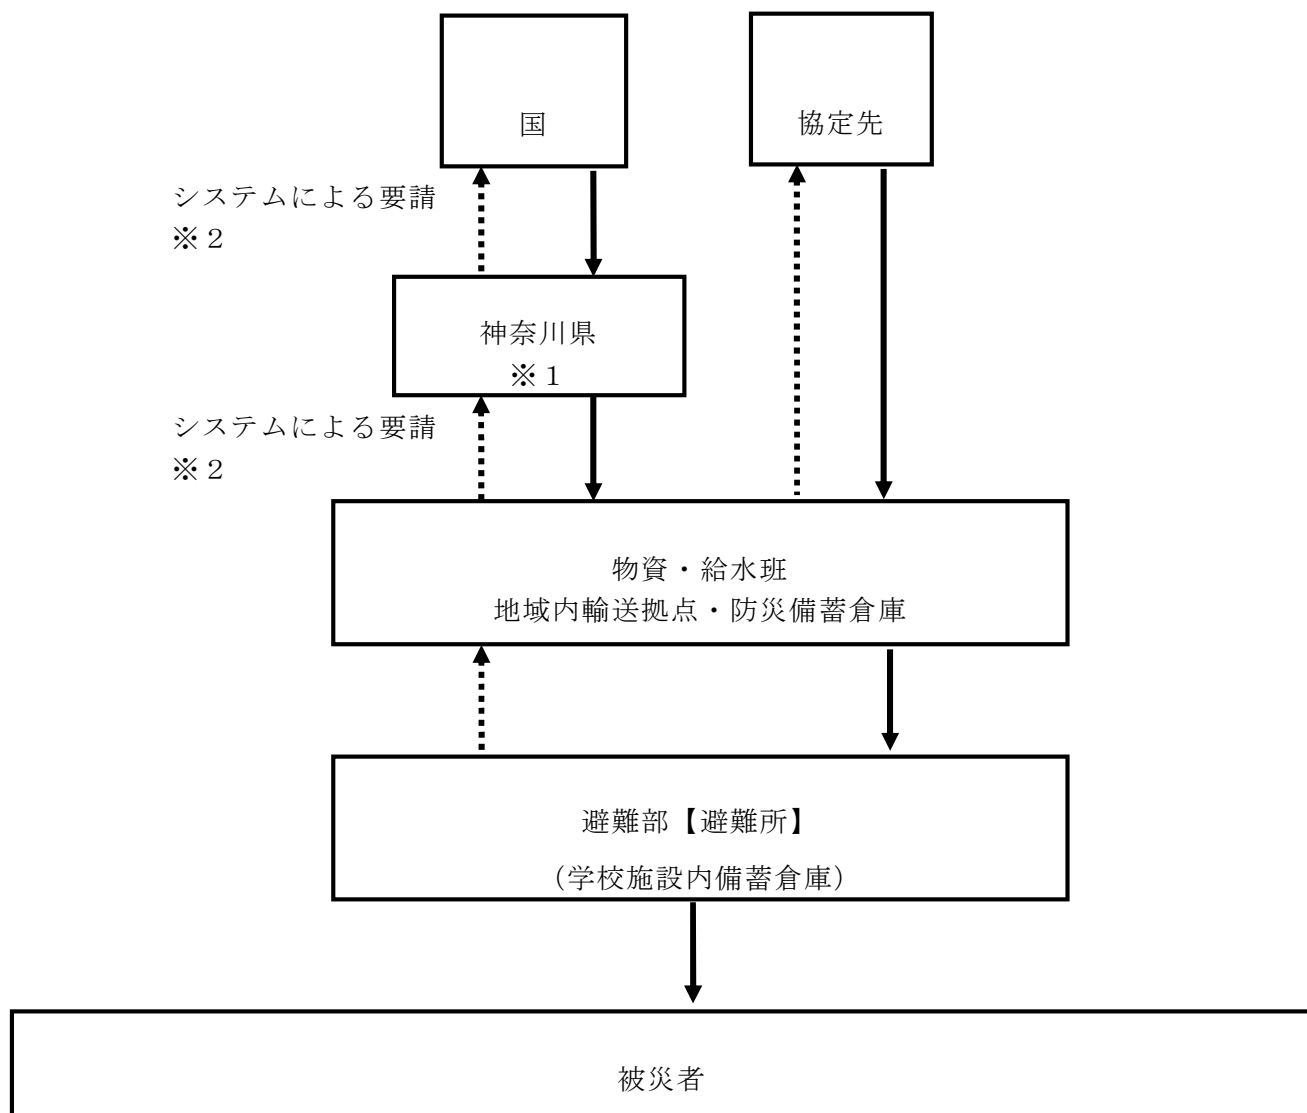 国
協定先
システムによる要請
※２
神奈川県
※１
システムによる要請
※２
物資・給水班
地域内輸送拠点・防災備蓄倉庫
避難部【避難所】
（学校施設内備蓄倉庫）
被災者